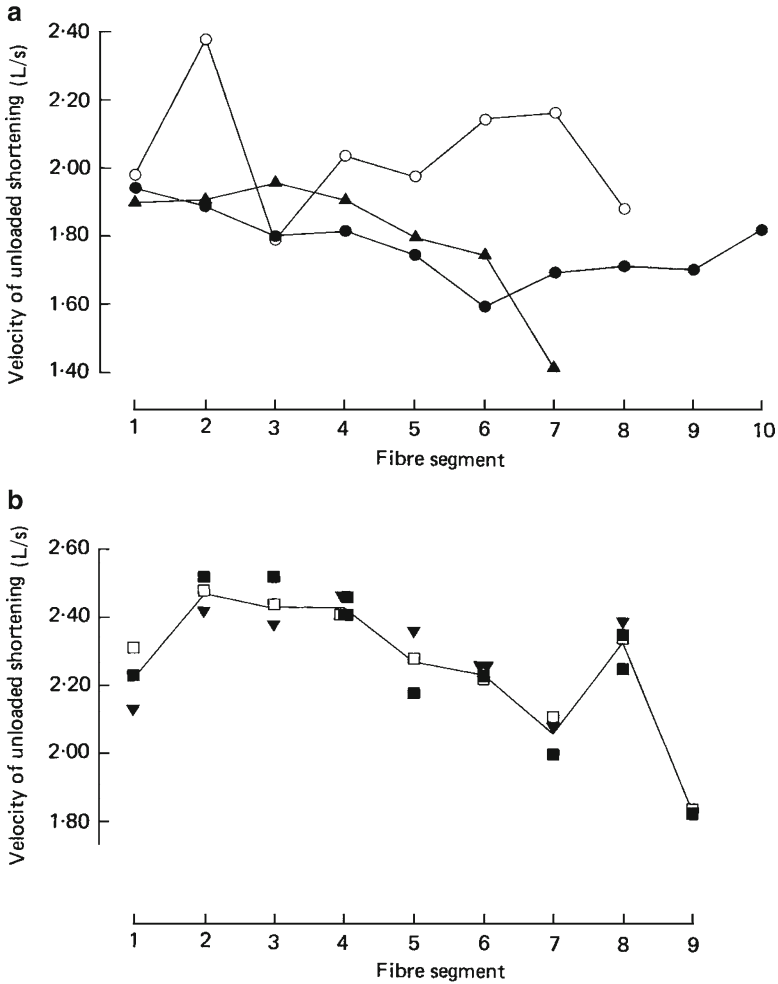 a
Velocity of unloaded shortening (L/s)
2·40
2·20
2·00
1·80
1·60
1·40
1 2 3 4 5 6 7 8 9 10
Fibre segment
b
Velocity of unloaded shortening (L/s)
2·60
2·40
2·20
2·00
1·80
1 2 3 4 5 6 7 8 9
Fibre segment